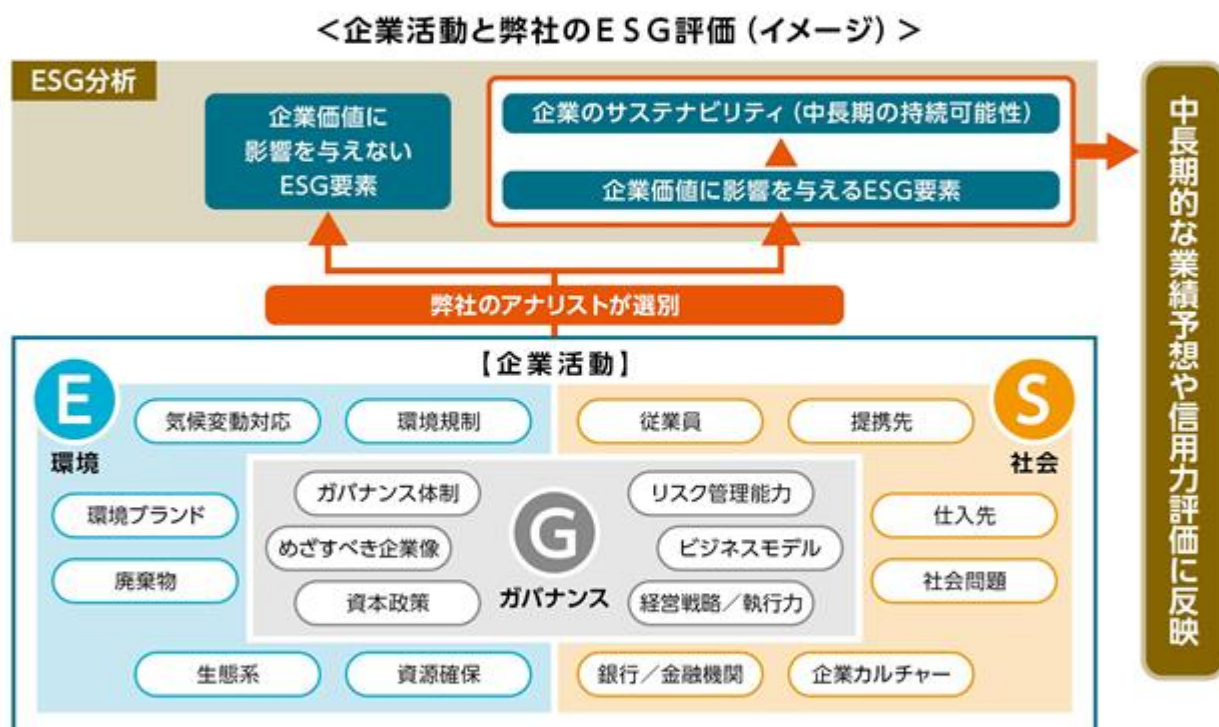 ＜企業活動と弊社のＥＳＧ評価（イメージ）＞
ESG分析
企業価値に
影響を与えない
ESG要素
企業のサステナビリティ（中長期の持続可能性）
企業価値に影響を与えるESG要素
中長期的な業績予想や信用力評価に反映
弊社のアナリストが選別
【企業活動】
E
環境
気候変動対応
環境規制
環境ブランド
廃棄物
生態系
資源確保
G
ガバナンス
ガバナンス体制
めざすべき企業像
資本政策
リスク管理能力
ビジネスモデル
経営戦略／執行力
S
社会
従業員
提携先
仕入先
社会問題
銀行／金融機関
企業カルチャー